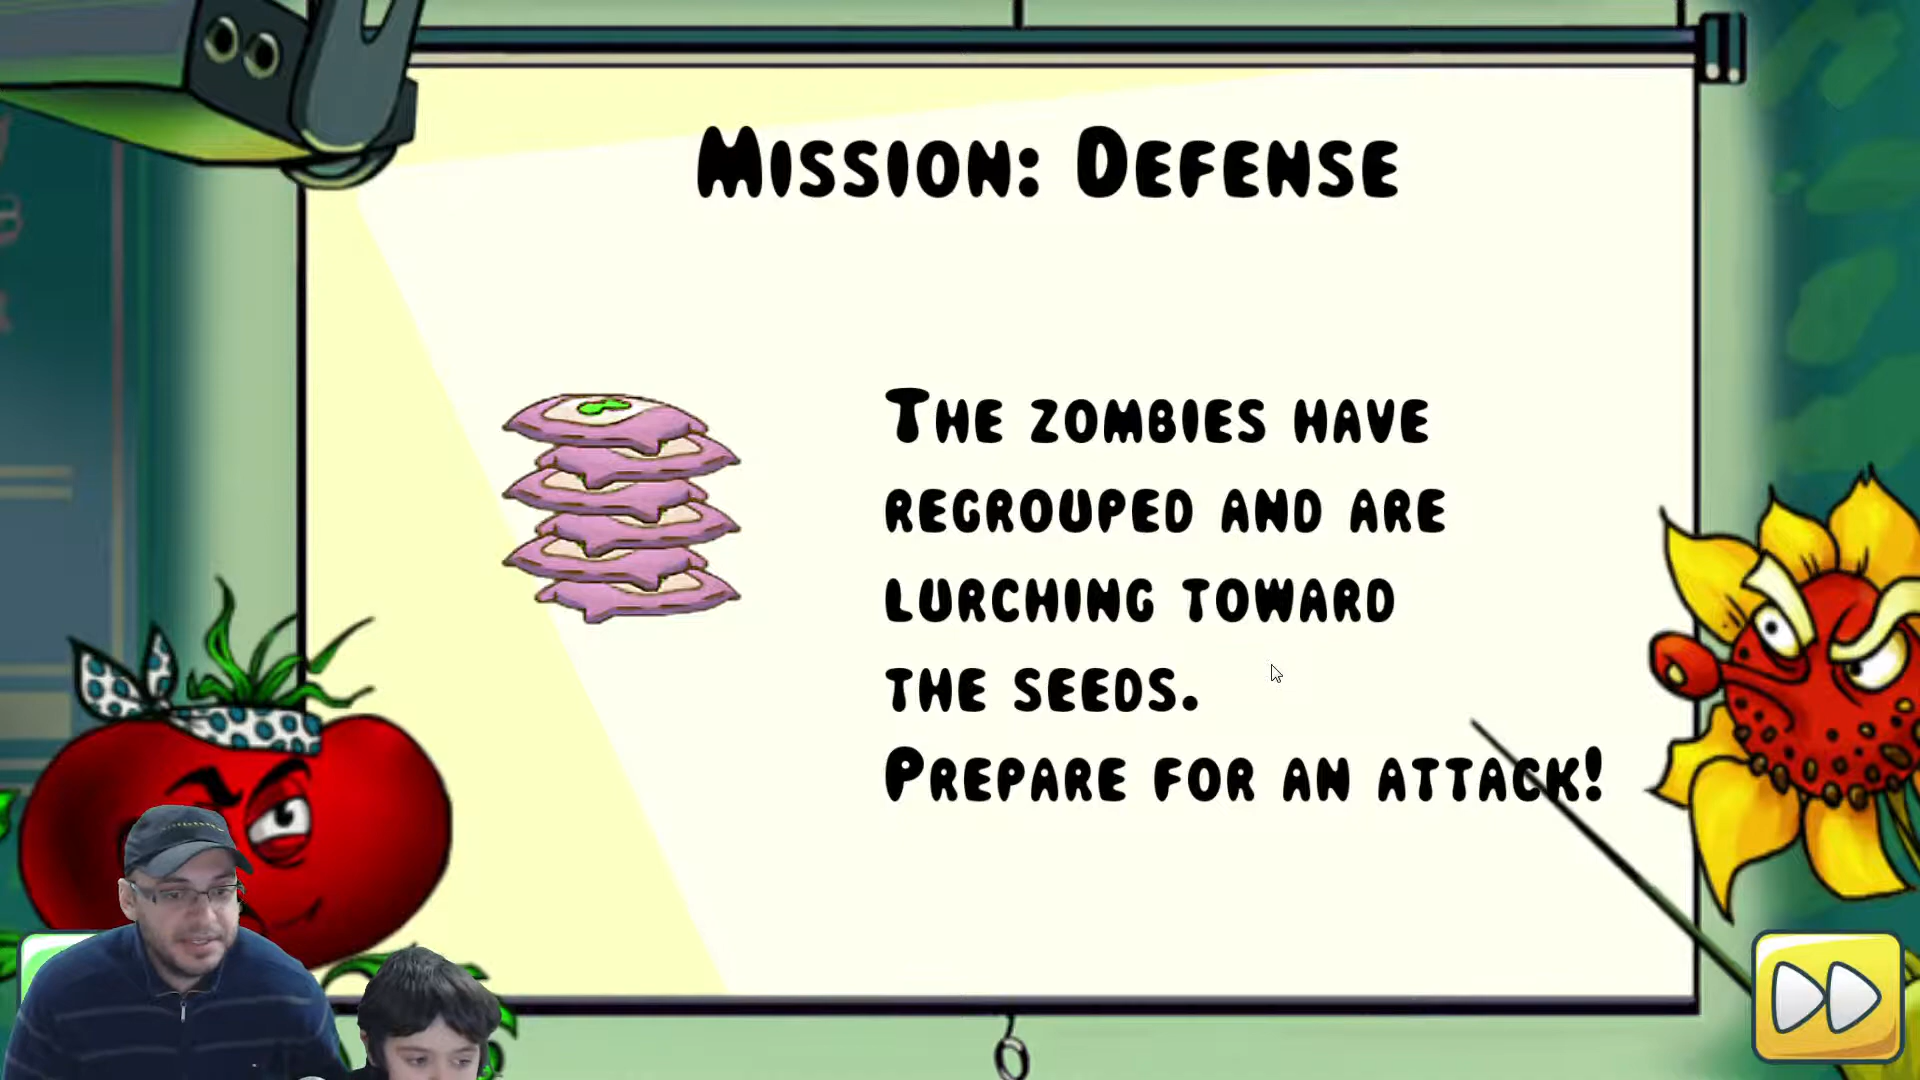 Mission: Defense
The zombies have
regrouped and are
lurching toward
the seeds.
Prepare for an attack!